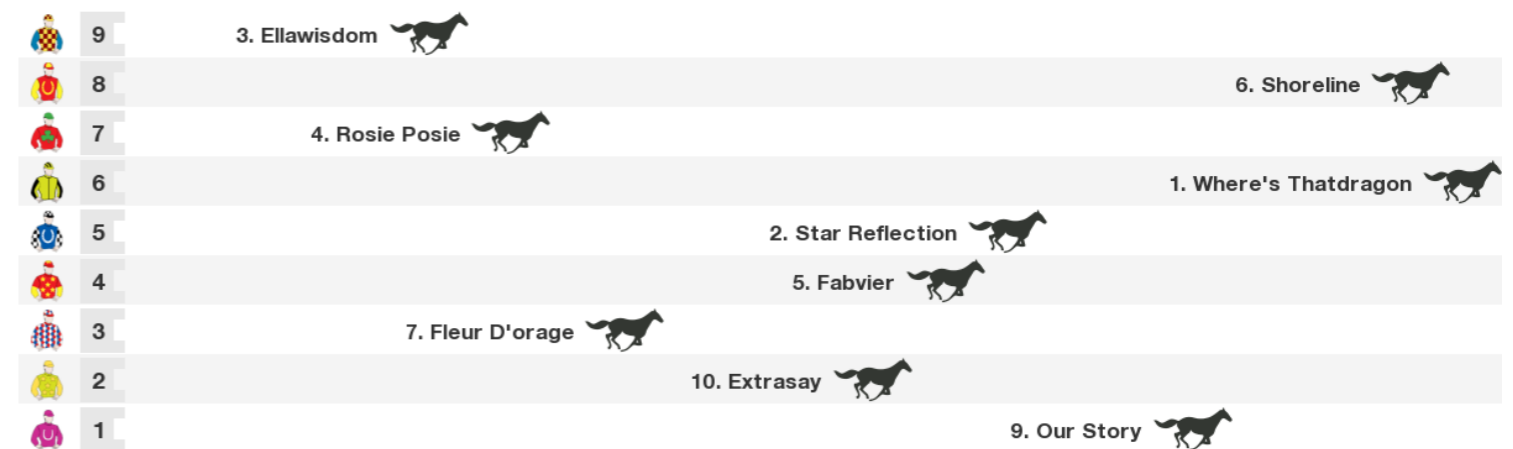 9 3. Ellawisdom
8 6. Shoreline
7 4. Rosie Posie
6 1. Where's Thatdragon
5 2. Star Reflection
4 5. Fabvier
3 7. Fleur D'orage
2 10. Extrasay
1 9. Our Story